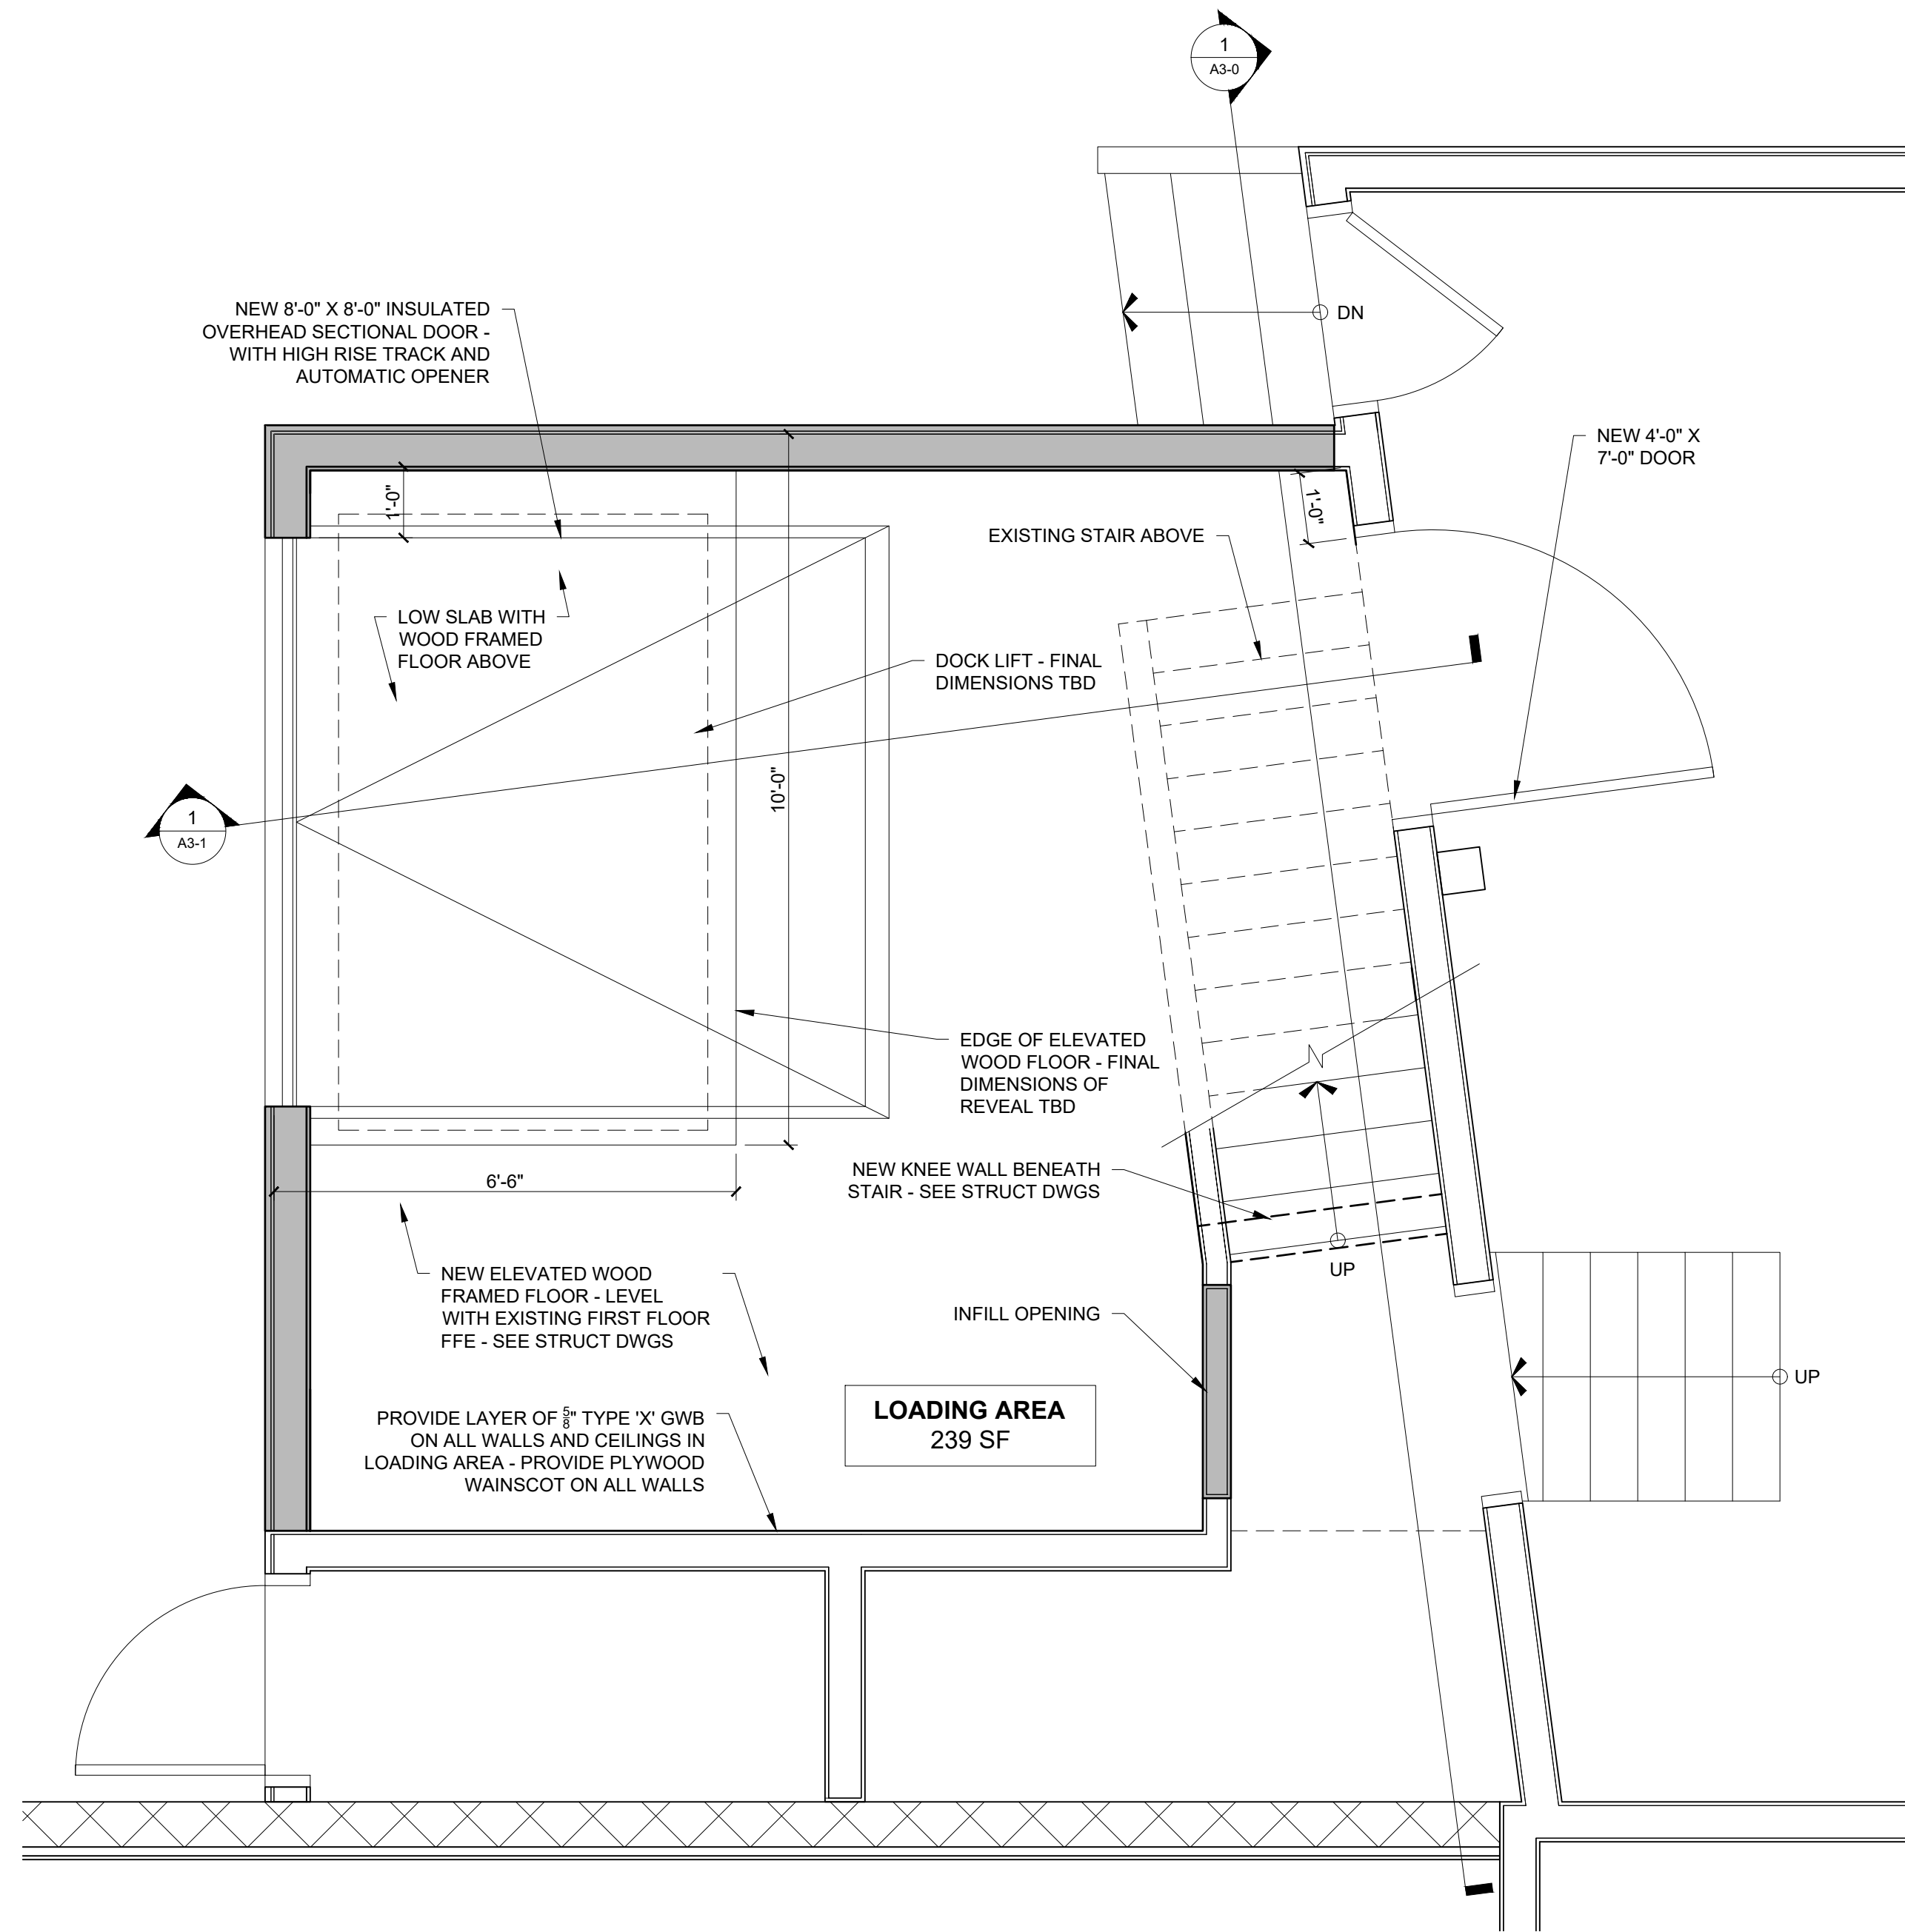 1
A3-0
NEW 8'-0" X 8'-0" INSULATED
OVERHEAD SECTIONAL DOOR -
WITH HIGH RISE TRACK AND
AUTOMATIC OPENER
DN
NEW 4'-0" X
7'-0" DOOR
1'-0"
1'-0"
EXISTING STAIR ABOVE
LOW SLAB WITH
WOOD FRAMED
FLOOR ABOVE
DOCK LIFT - FINAL
DIMENSIONS TBD
10'-0"
1
A3-1
EDGE OF ELEVATED
WOOD FLOOR - FINAL
DIMENSIONS OF
REVEAL TBD
6'-6"
NEW KNEE WALL BENEATH
STAIR - SEE STRUCT DWGS
UP
NEW ELEVATED WOOD
FRAMED FLOOR - LEVEL
WITH EXISTING FIRST FLOOR
FFE - SEE STRUCT DWGS
INFILL OPENING
UP
PROVIDE LAYER OF 5/8" TYPE 'X' GWB
ON ALL WALLS AND CEILINGS IN
LOADING AREA - PROVIDE PLYWOOD
WAINSCOT ON ALL WALLS
LOADING AREA
239 SF